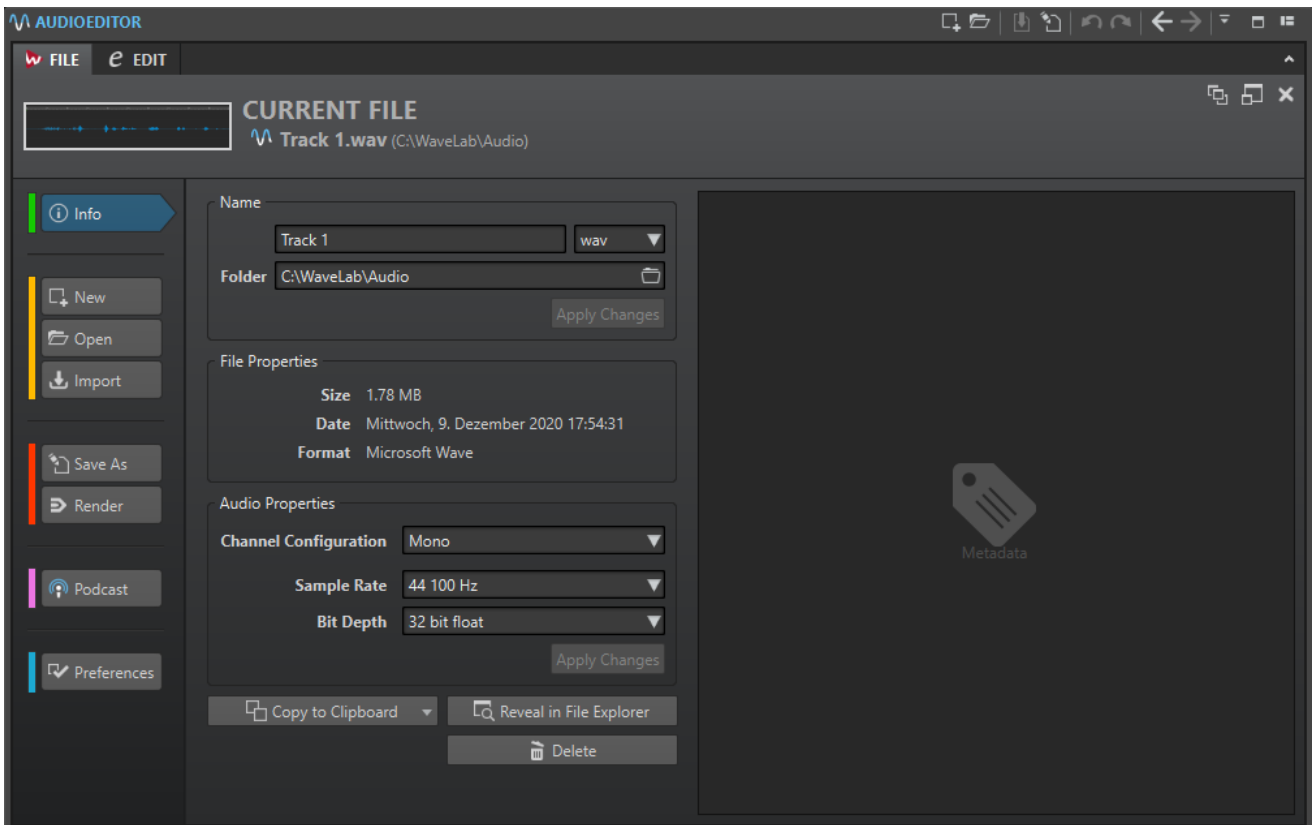 AUDIOEDITOR
FILE e EDIT
CURRENT FILE
Track 1.wav (C:\WaveLab\Audio)
Info
New
Open
Import
Save As
Render
Podcast
Preferences
Name
Track 1 wav
Folder C:\WaveLab\Audio
Apply Changes
File Properties
Size 1.78 MB
Date Mittwoch, 9. Dezember 2020 17:54:31
Format Microsoft Wave
Audio Properties
Channel Configuration Mono
Sample Rate 44 100 Hz
Bit Depth 32 bit float
Apply Changes
Copy to Clipboard Reveal in File Explorer
Delete
Metadata